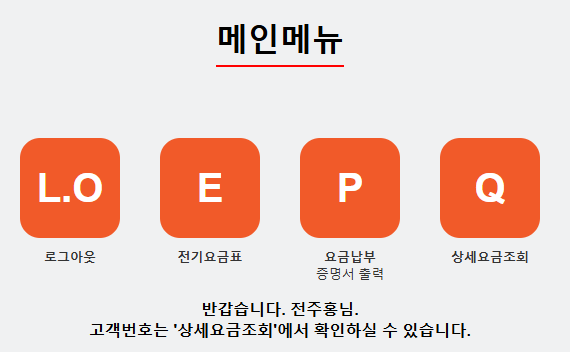 메인메뉴
L.O
E
P
Q
로그아웃
전기요금표
요금납부
증명서 출력
상세요금조회
반갑습니다. 전주홍님.
고객번호는 '상세요금조회'에서 확인하실 수 있습니다.